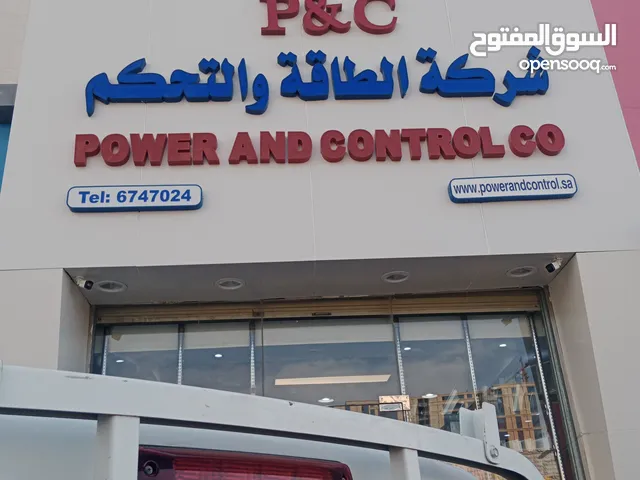 P&C
السوق المفتوح
opensooq.com
شركة الطاقة والتحكم
POWER AND CONTROL CO
Tel: 6747024
www.powerandcontrol.sa